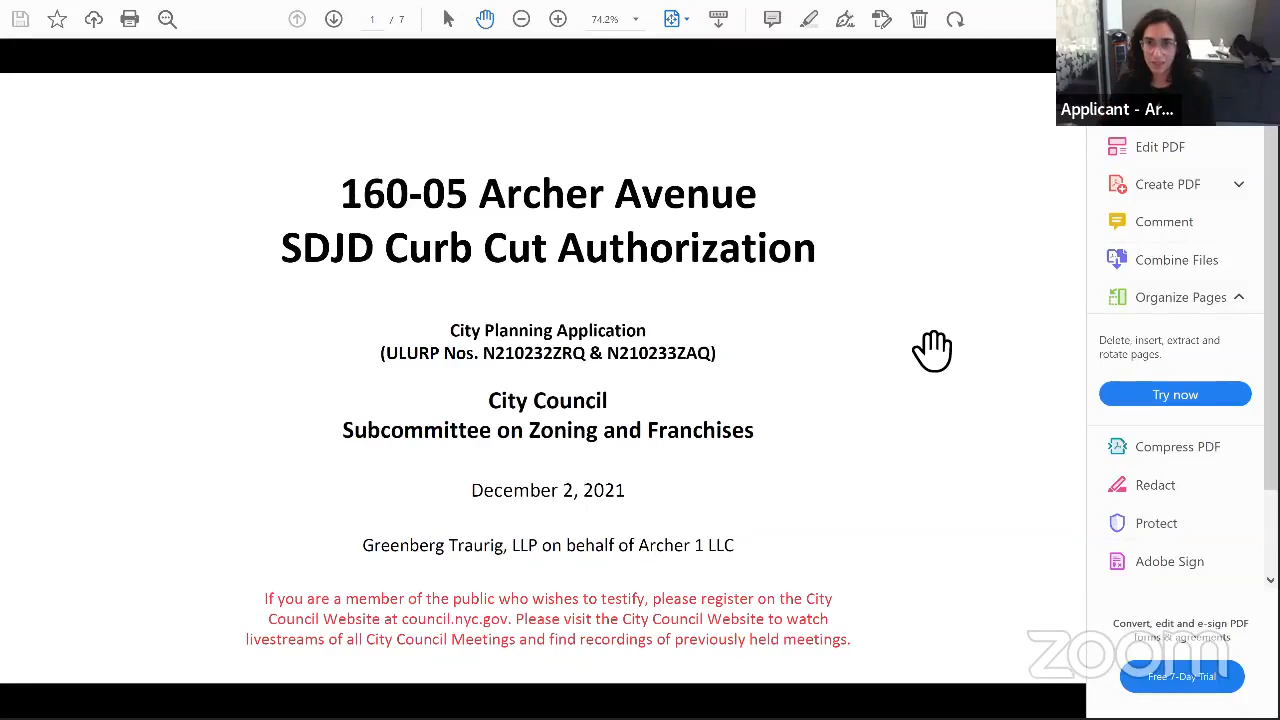 1 / 7
74.2%
Applicant - Ar...
160-05 Archer Avenue
SDJD Curb Cut Authorization
City Planning Application
(ULURP Nos. N210232ZRQ & N210233ZAQ)
City Council
Subcommittee on Zoning and Franchises
December 2, 2021
Greenberg Traurig, LLP on behalf of Archer 1 LLC
If you are a member of the public who wishes to testify, please register on the City
Council Website at council.nyc.gov. Please visit the City Council Website to watch
livestreams of all City Council Meetings and find recordings of previously held meetings.
Edit PDF
Create PDF
Comment
Combine Files
Organize Pages
Delete, insert, extract and
rotate pages.
Try now
Compress PDF
Redact
Protect
Adobe Sign
Convert, edit and e-sign PDF
forms & agreements
Free 7-Day Trial
zoom